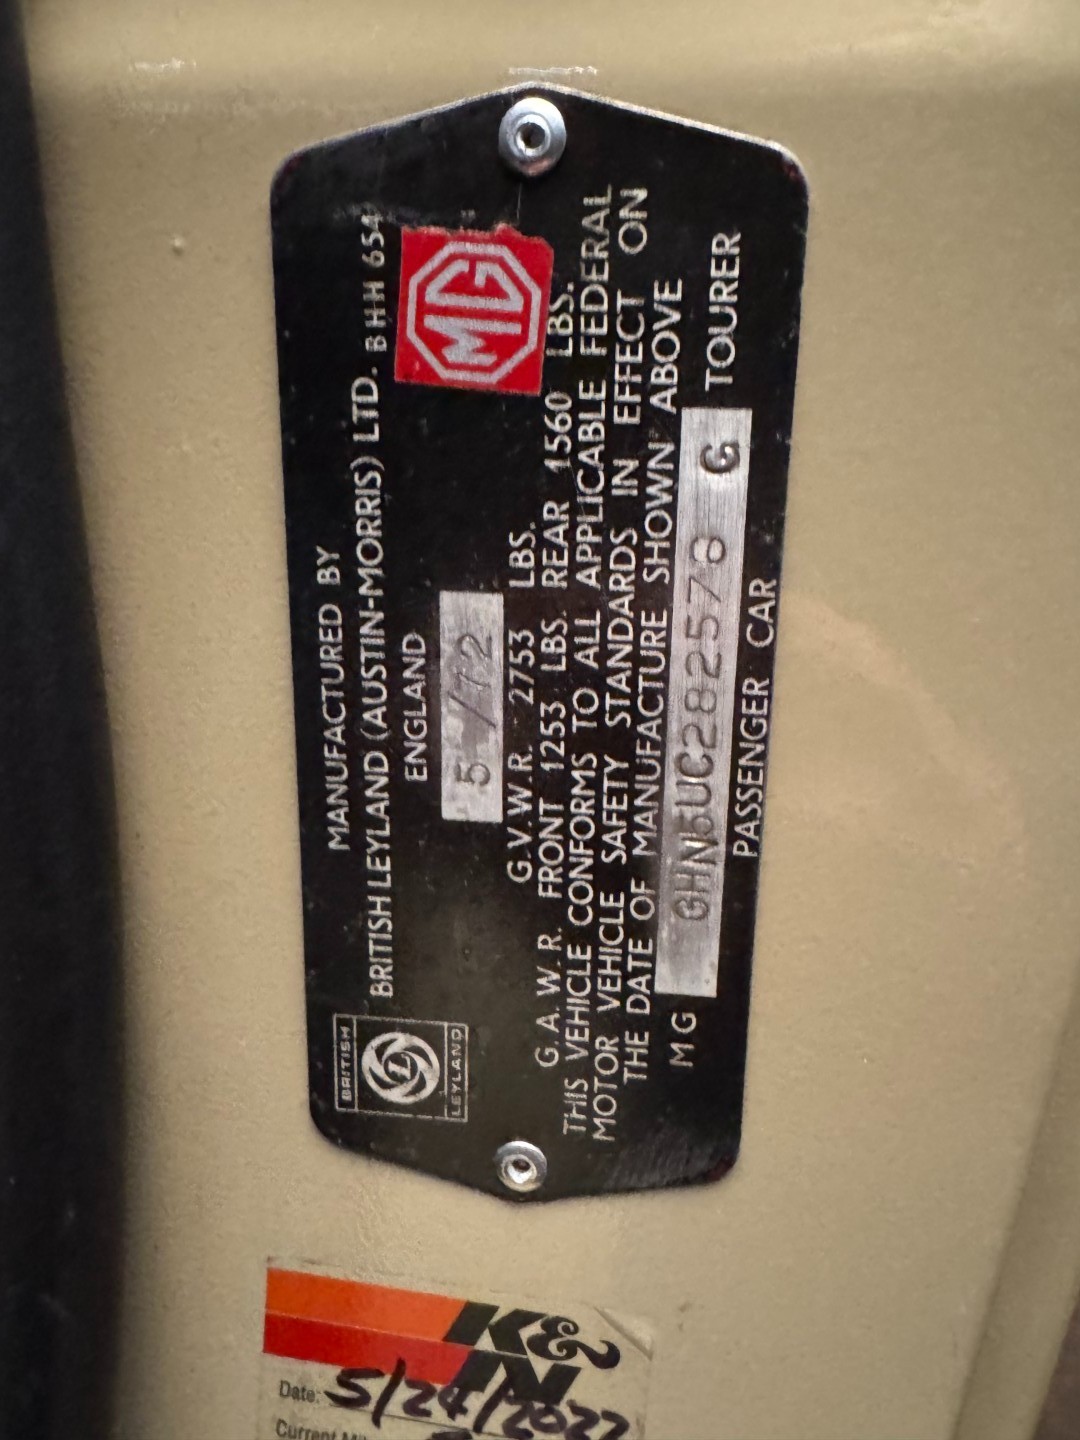 MANUFACTURED BY
BRITISH LEYLAND (AUSTIN-MORRIS) LTD. BHH 654
ENGLAND
MG
5/72
G.V.W.R. 2753 LBS.
G.A.W.R. FRONT 1253 LBS. REAR 1560 LBS.
THIS VEHICLE CONFORMS TO ALL APPLICABLE FEDERAL
MOTOR VEHICLE SAFETY STANDARDS IN EFFECT ON
THE DATE OF MANUFACTURE SHOWN ABOVE
MG GHN5UC282578 G TOURER
PASSENGER CAR
BRITISH
L
LEYLAND
K&N
Date: 5/24/2022
Current